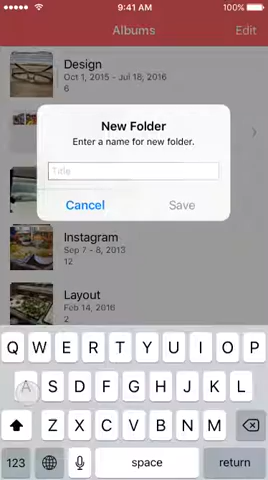 9:41 AM 100%
Albums Edit
Design
Oct 1, 2015 - Jul 18, 2016
6
New Folder
Enter a name for new folder.
Title
Cancel Save
Instagram
Sep 7 - 8, 2013
12
Layout
Feb 14, 2016
2
Q W E R T Y U I O P
A S D F G H J K L
Z X C V B N M
123 space return